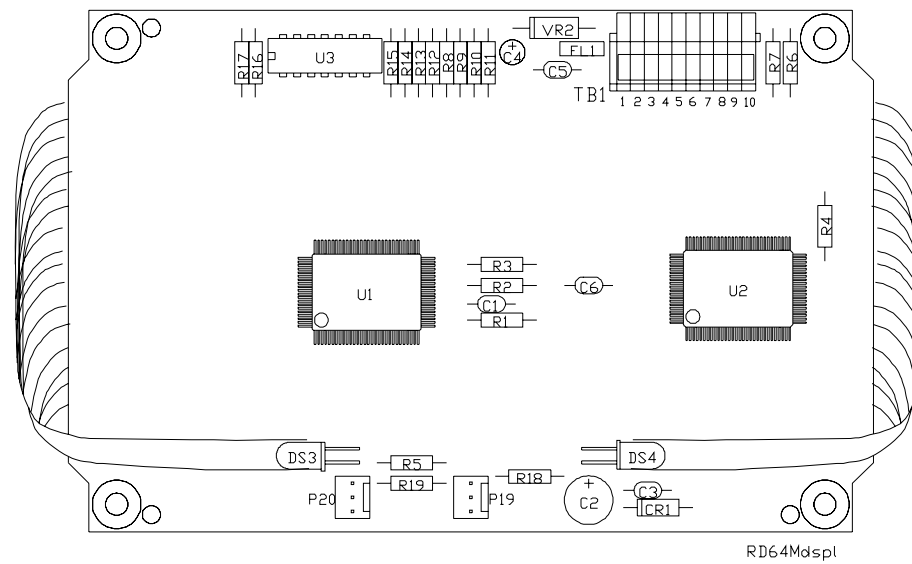 VR2
U3
FL1
C4
R17
R16
R15
R14
R13
R12
R8
R9
R10
R11
C5
R7
R6
TB1
1 2 3 4 5 6 7 8 9 10
R4
R3
U1
R2
C6
U2
C1
R1
DS3
R5
DS4
R18
R19
P20
P19
C2
C3
CR1
RD64Mdspl